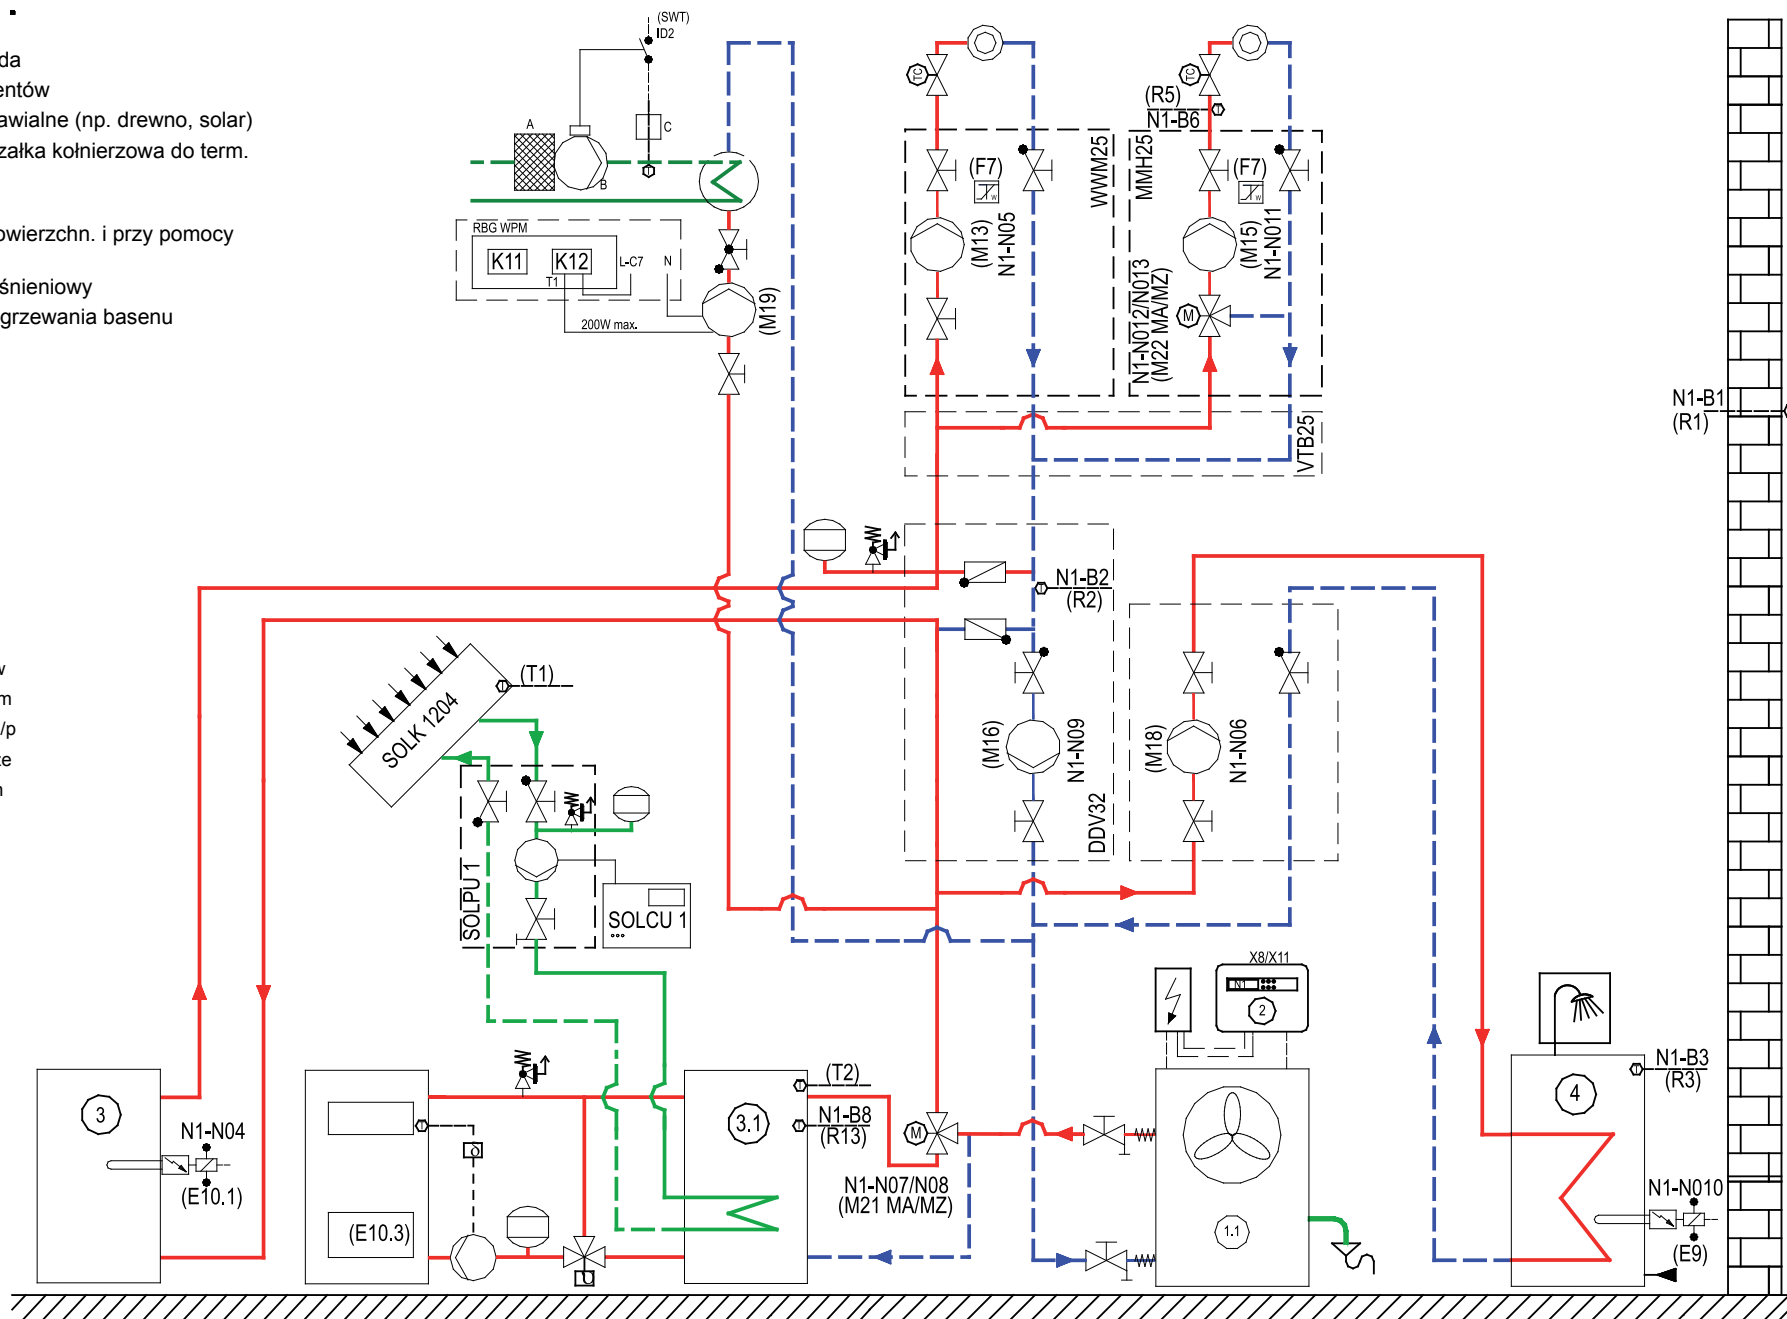 da
entów
awialne (np. drewno, solar)
załka kołnierzowa do term.
owierzchn. i przy pomocy
śnieniowy
grzewania basenu
w
m
/p
ze
n
(SWT)
ID2
A
B
C
RBG WPM
K11
K12
T1
L-C7
N
200W max.
(M19)
TC
(F7)
W
(M13)
N1-N05
WWM25
TC
(R5)
N1-B6
MMH25
(F7)
W
(M15)
N1-N011
M
N1-N012/N013
(M22 MA/MZ)
VTB25
N1-B1
(R1)
N1-B2
(R2)
(M16)
N1-N09
DDV32
(M18)
N1-N06
(T1)
SOLK 1204
SOLPU 1
SOLCU 1
X8/X11
N1
2
3
N1-N04
(E10.1)
(E10.3)
3.1
(T2)
N1-B8
(R13)
M
N1-N07/N08
(M21 MA/MZ)
1.1
4
N1-B3
(R3)
N1-N010
(E9)